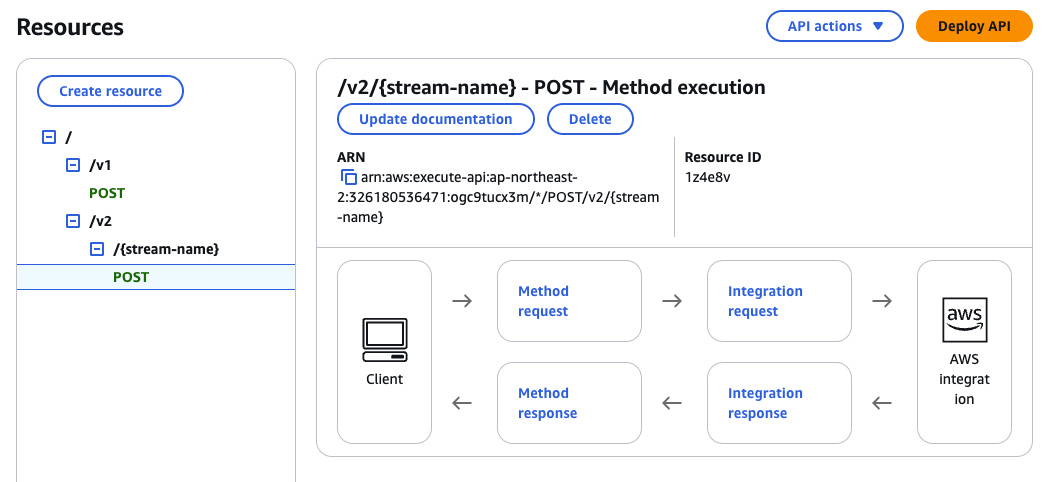 Resources
API actions
Deploy API
Create resource
/
/v1
POST
/v2
/{stream-name}
POST
/v2/{stream-name} - POST - Method execution
Update documentation
Delete
ARN
arn:aws:execute-api:ap-northeast-
2:326180536471:ogc9tucx3m/*/POST/v2/{stream
-name}
Resource ID
1z4e8v
Client
Method
request
Integration
request
Method
response
Integration
response
aws
AWS
integrat
ion